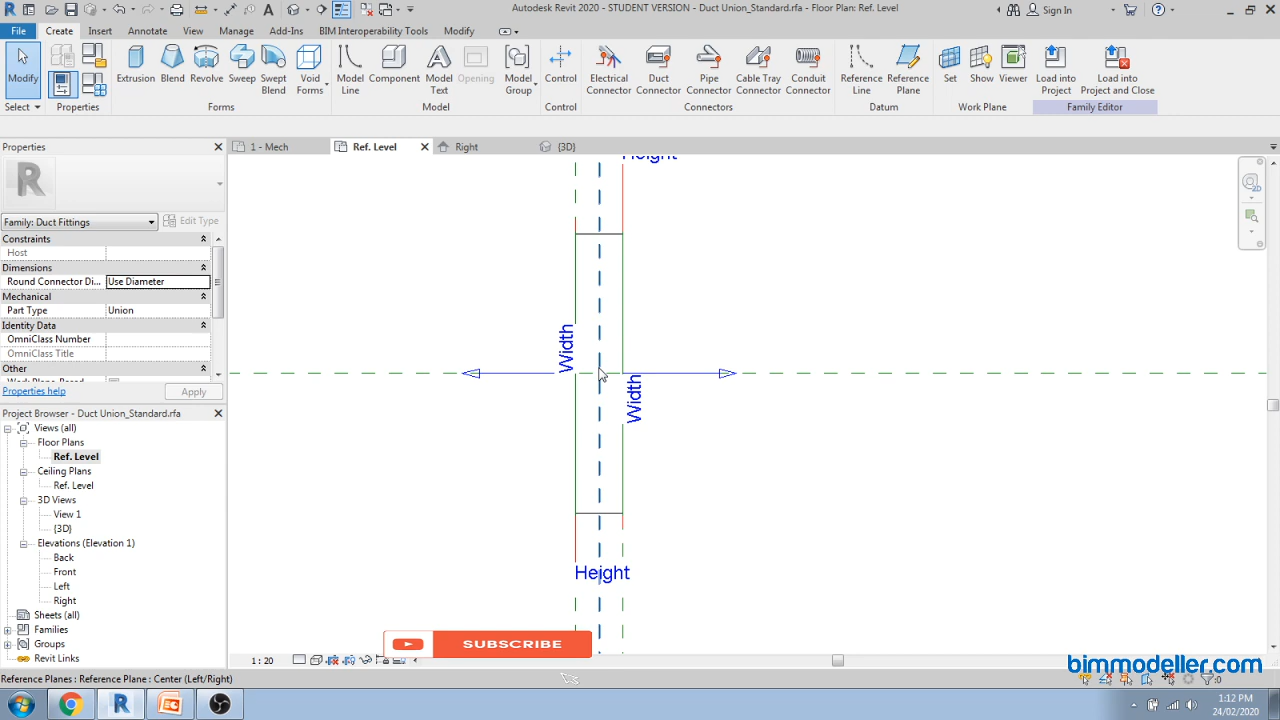 Autodesk Revit 2020 - STUDENT VERSION - Duct Union_Standard.rfa - Floor Plan: Ref. Level
Sign In
File Create Insert Annotate View Manage Add-Ins BIM Interoperability Tools Modify
Modify Extrusion Blend Revolve Sweep Swept Blend Void Forms Model Line Component Model Text Opening Model Group Control Electrical Connector Duct Connector Pipe Connector Cable Tray Connector Conduit Connector Reference Line Reference Plane Set Show Viewer Load into Project Load into Project and Close
Select Properties Forms Model Control Connectors Datum Work Plane Family Editor
Properties
1 - Mech Ref. Level Right {3D}
Height
2D
Family: Duct Fittings Edit Type
Constraints
Host
Dimensions
Round Connector Di... Use Diameter
Mechanical
Part Type Union
Identity Data
OmniClass Number
OmniClass Title
Other
Properties help Apply
Width
Width
Height
Project Browser - Duct Union_Standard.rfa
Views (all)
Floor Plans
Ref. Level
Ceiling Plans
Ref. Level
3D Views
View 1
{3D}
Elevations (Elevation 1)
Back
Front
Left
Right
Sheets (all)
Families
Groups
Revit Links
SUBSCRIBE
1 : 20
bimmodeller.com
Reference Planes : Reference Plane : Center (Left/Right)
:0
1:12 PM
24/02/2020